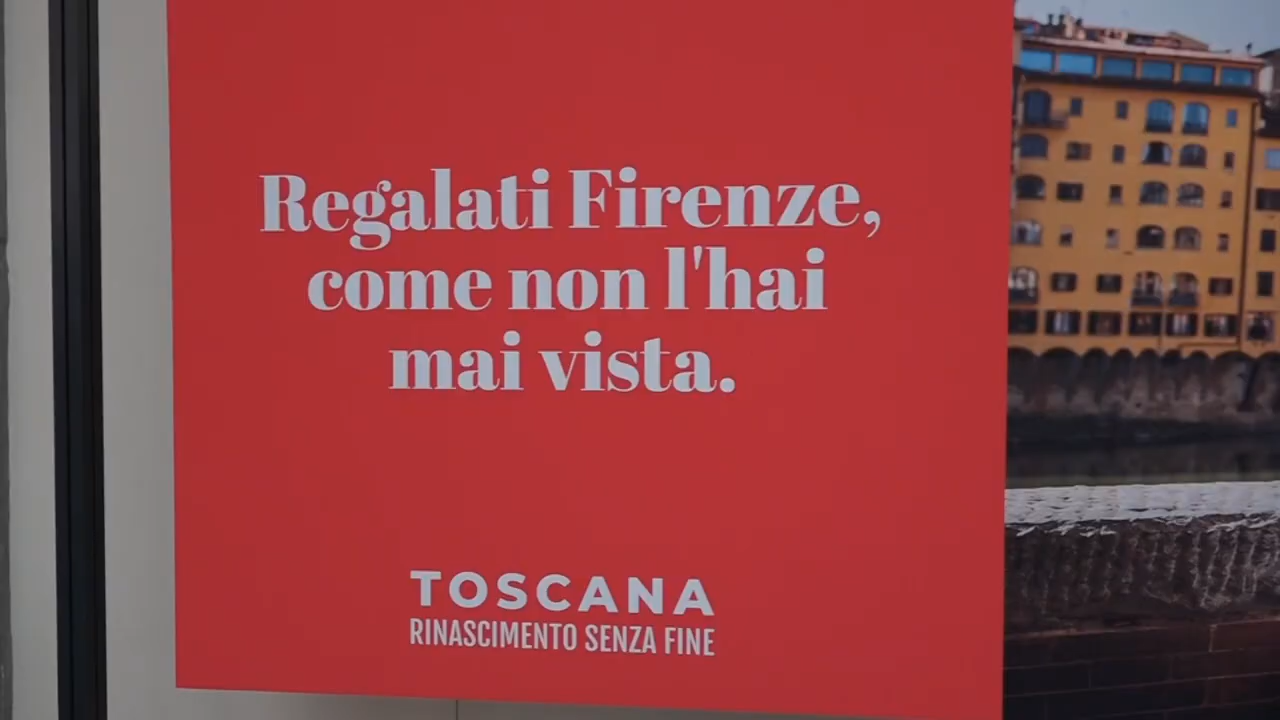 Regalati Firenze,
come non l'hai
mai vista.
TOSCANA
RINASCIMENTO SENZA FINE